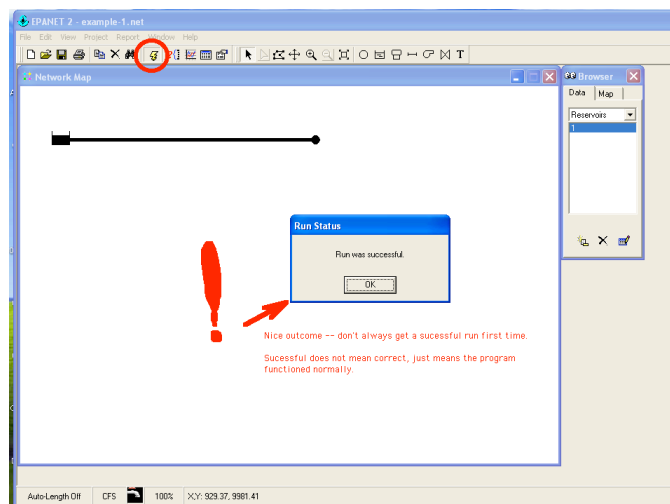 EPANET 2 - example-1.net
File Edit View Project Report Window Help
T
Network Map
Browser
Data Map
Reservoirs
1
Run Status
Run was successful.
OK
Nice outcome -- don't always get a sucessful run first time.
Sucessful does not mean correct, just means the program
functioned normally.
Auto-Length Off CFS 100% X,Y: 929.37, 9981.41